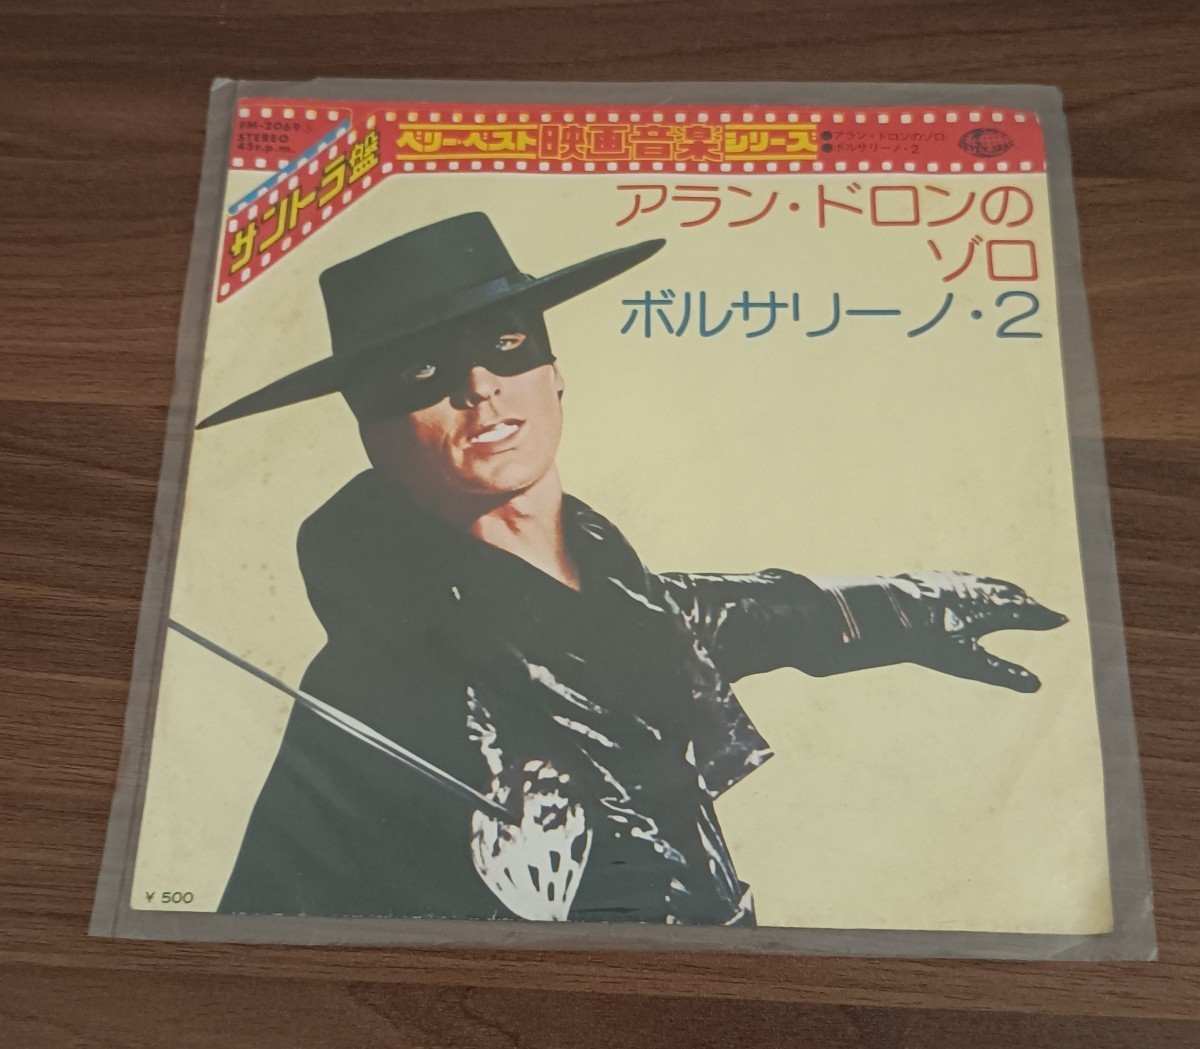 FM-2069 Ⓢ
STEREO
45r.p.m.
サントラ盤
ベリー・ベスト映画音楽シリーズ
●アラン・ドロンのゾロ
●ボルサリーノ・2
アラン・ドロンの
ゾロ
ボルサリーノ・2
¥ 500